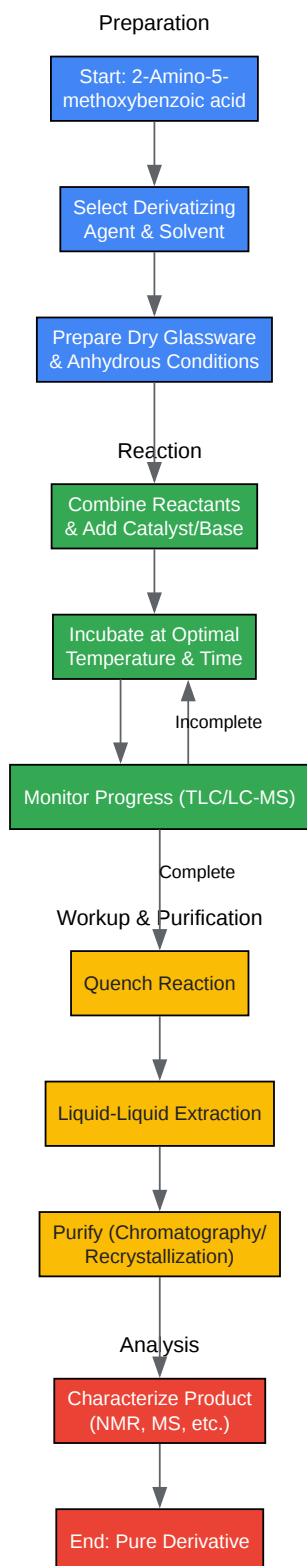 Preparation
Start: 2-Amino-5-
methoxybenzoic acid
Select Derivatizing
Agent & Solvent
Prepare Dry Glassware
& Anhydrous Conditions
Reaction
Combine Reactants
& Add Catalyst/Base
Incubate at Optimal
Temperature & Time
Incomplete
Monitor Progress (TLC/LC-MS)
Complete
Workup & Purification
Quench Reaction
Liquid-Liquid Extraction
Purify (Chromatography/
Recrystallization)
Analysis
Characterize Product
(NMR, MS, etc.)
End: Pure Derivative